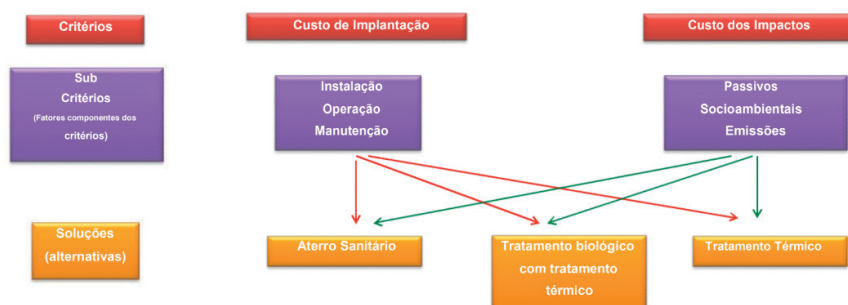 Critérios
Custo de Implantação
Custo dos Impactos
Sub
Critérios
(Fatores componentes dos
critérios)
Instalação
Operação
Manutenção
Passivos
Socioambientais
Emissões
Soluções
(alternativas)
Aterro Sanitário
Tratamento biológico
com tratamento
térmico
Tratamento Térmico